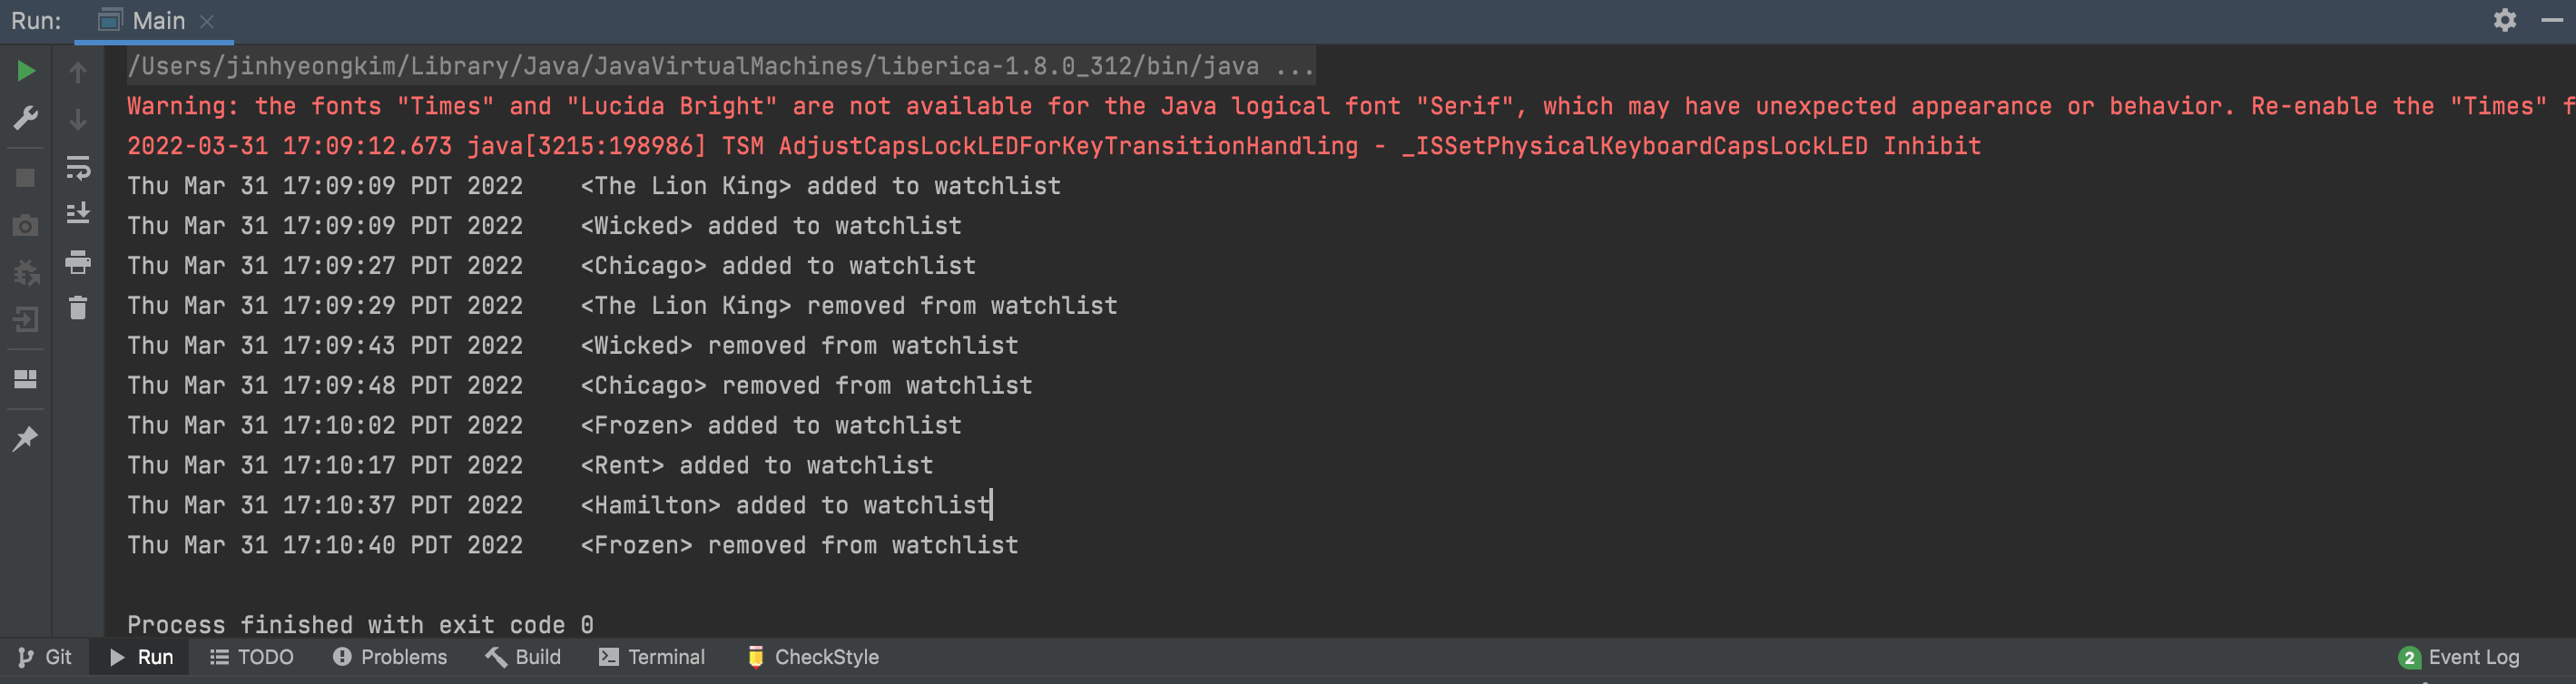 Run: Main
/Users/jinhyeongkim/Library/Java/JavaVirtualMachines/liberica-1.8.0_312/bin/java ...
Warning: the fonts "Times" and "Lucida Bright" are not available for the Java logical font "Serif", which may have unexpected appearance or behavior. Re-enable the "Times" f
2022-03-31 17:09:12.673 java[3215:198986] TSM AdjustCapsLockLEDForKeyTransitionHandling - _ISSetPhysicalKeyboardCapsLockLED Inhibit
Thu Mar 31 17:09:09 PDT 2022    <The Lion King> added to watchlist
Thu Mar 31 17:09:09 PDT 2022    <Wicked> added to watchlist
Thu Mar 31 17:09:27 PDT 2022    <Chicago> added to watchlist
Thu Mar 31 17:09:29 PDT 2022    <The Lion King> removed from watchlist
Thu Mar 31 17:09:43 PDT 2022    <Wicked> removed from watchlist
Thu Mar 31 17:09:48 PDT 2022    <Chicago> removed from watchlist
Thu Mar 31 17:10:02 PDT 2022    <Frozen> added to watchlist
Thu Mar 31 17:10:17 PDT 2022    <Rent> added to watchlist
Thu Mar 31 17:10:37 PDT 2022    <Hamilton> added to watchlist
Thu Mar 31 17:10:40 PDT 2022    <Frozen> removed from watchlist
Process finished with exit code 0
Git Run TODO Problems Build Terminal CheckStyle 2 Event Log